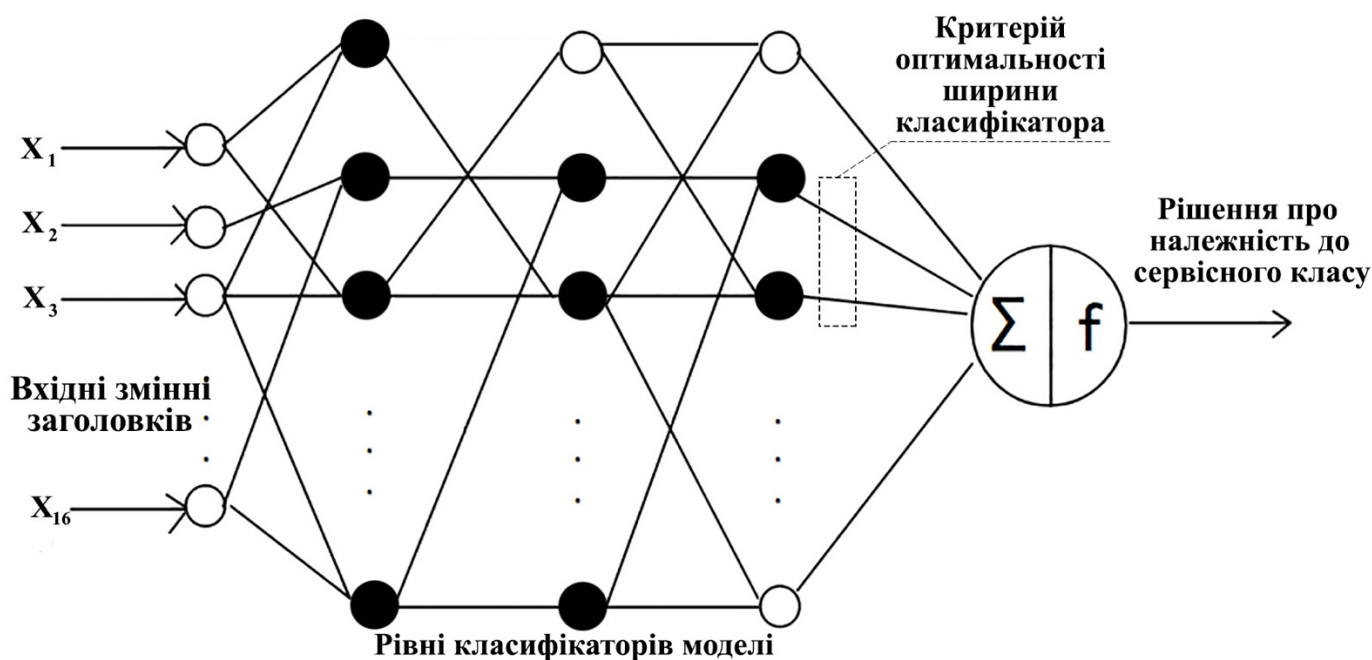 Критерій
оптимальності
ширини
класифікатора
X1
X2
X3
X16
Вхідні змінні
заголовків
Σ f
Рішення про
належність до
сервісного класу
Рівні класифікаторів моделі